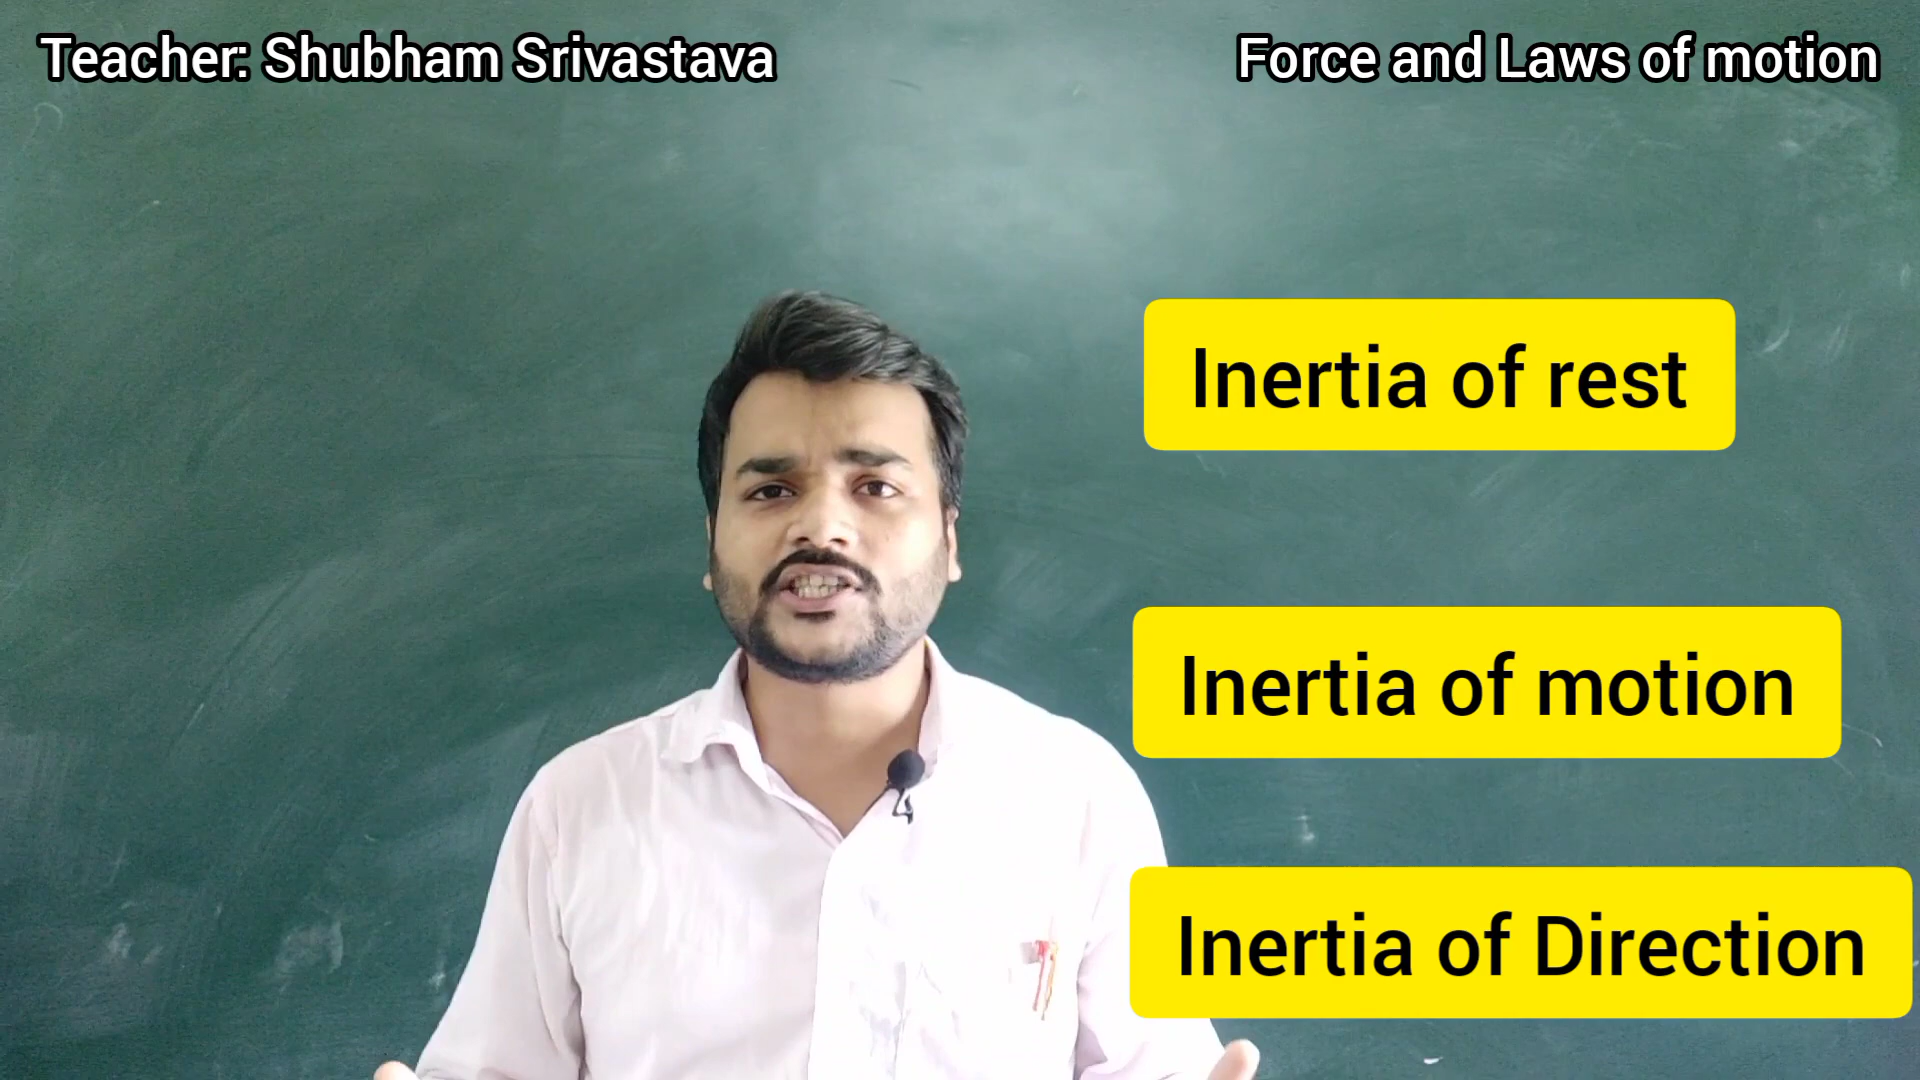 Teacher: Shubham Srivastava
Force and Laws of motion
Inertia of rest
Inertia of motion
Inertia of Direction